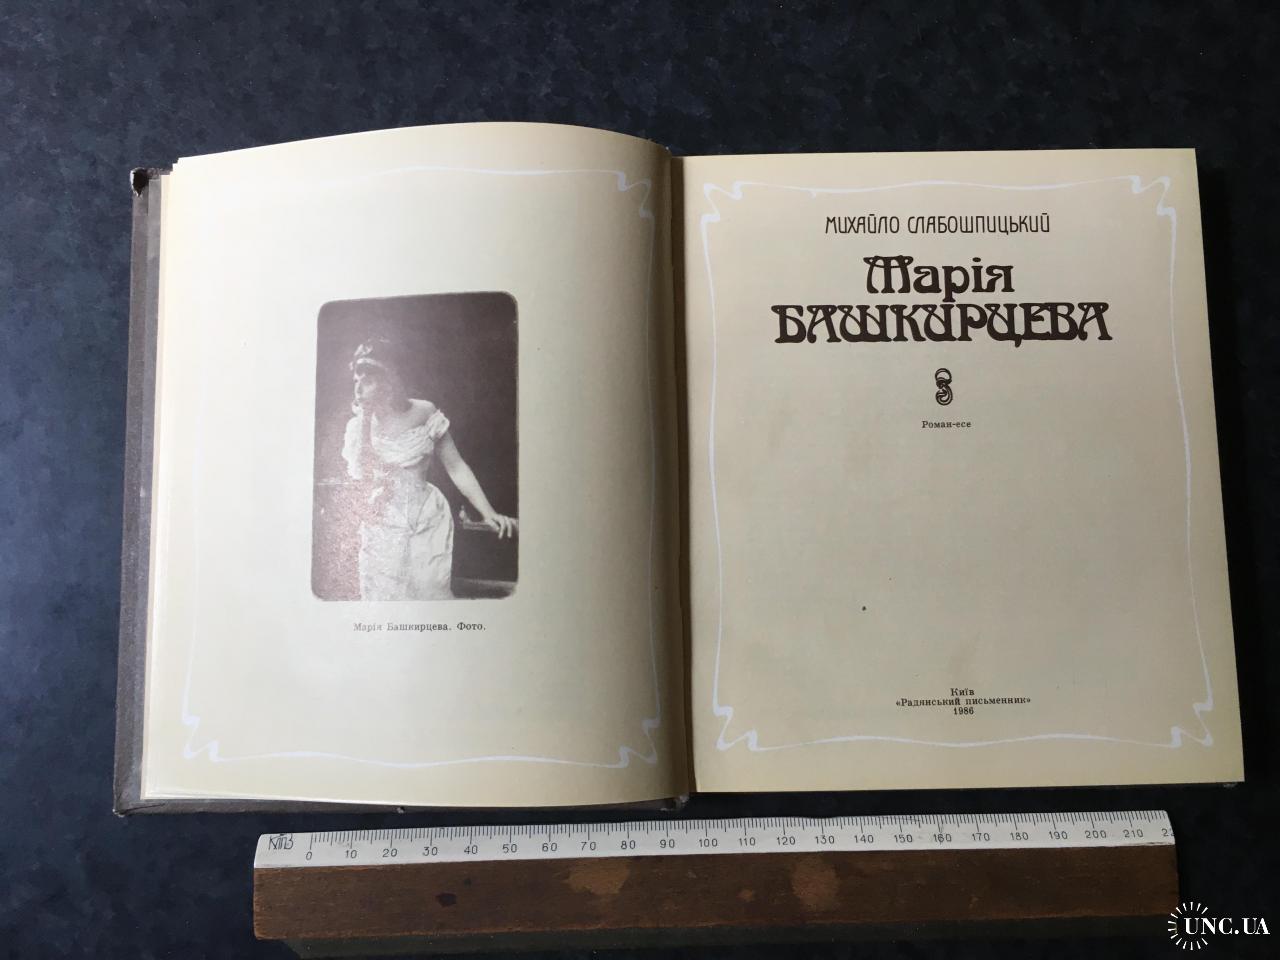 Марія Башкирцева. Фото.
МИХАЙЛО СЛАБОШПИЦЬКИЙ
Марія
БАШКИРЦЕВА
Роман-есе
Київ
«Радянський письменник»
1986
0 10 20 30 40 50 60 70 80 90 100 110 120 130 140 150 160 170 180 190 200 210 22
UNC.UA